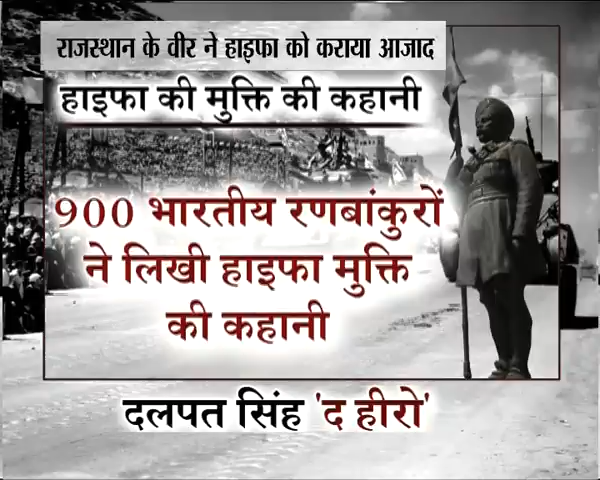 राजस्थान के वीर ने हाइफा को कराया आजाद
हाइफा की मुक्ति की कहानी
900 भारतीय रणबांकुरों
ने लिखी हाइफा मुक्ति
की कहानी
दलपत सिंह 'द हीरो'